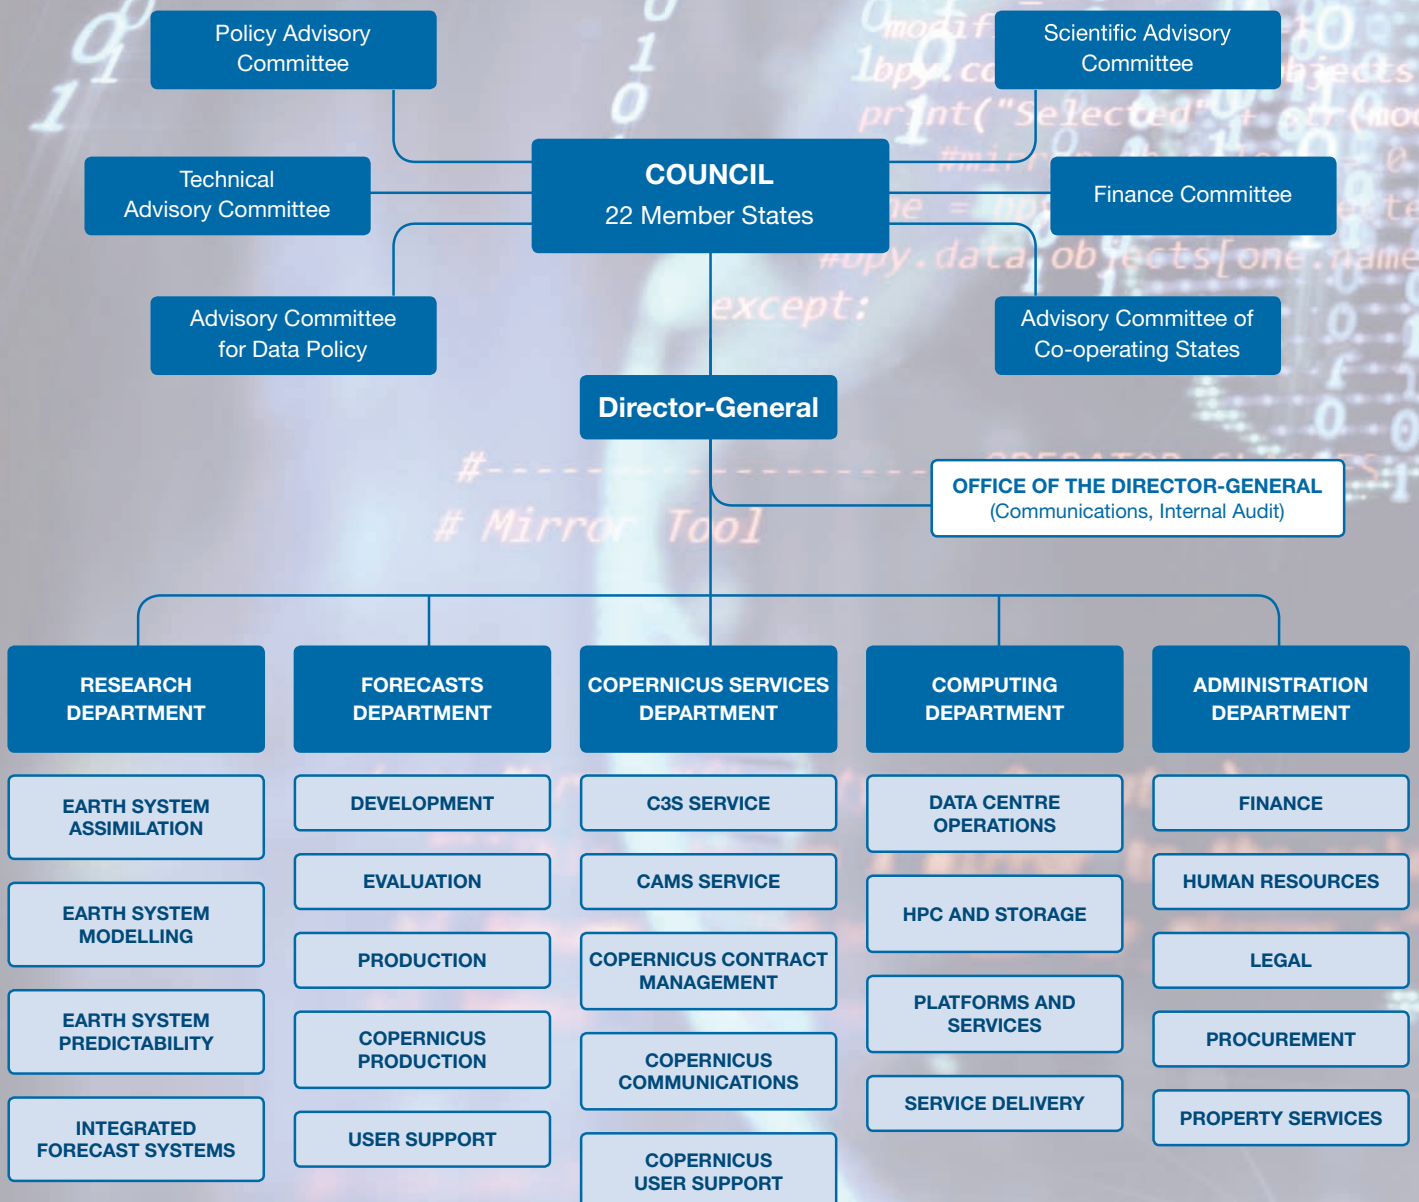 Policy Advisory
Committee
Scientific Advisory
Committee
Technical
Advisory Committee
COUNCIL
22 Member States
Finance Committee
Advisory Committee
for Data Policy
Advisory Committee of
Co-operating States
except:
Director-General
OFFICE OF THE DIRECTOR-GENERAL
(Communications, Internal Audit)
# Mirror Tool
RESEARCH
DEPARTMENT
EARTH SYSTEM
ASSIMILATION
EARTH SYSTEM
MODELLING
EARTH SYSTEM
PREDICTABILITY
INTEGRATED
FORECAST SYSTEMS
FORECASTS
DEPARTMENT
DEVELOPMENT
EVALUATION
PRODUCTION
COPERNICUS
PRODUCTION
USER SUPPORT
COPERNICUS SERVICES
DEPARTMENT
C3S SERVICE
CAMS SERVICE
COPERNICUS CONTRACT
MANAGEMENT
COPERNICUS
COMMUNICATIONS
COPERNICUS
USER SUPPORT
COMPUTING
DEPARTMENT
DATA CENTRE
OPERATIONS
HPC AND STORAGE
PLATFORMS AND
SERVICES
SERVICE DELIVERY
ADMINISTRATION
DEPARTMENT
FINANCE
HUMAN RESOURCES
LEGAL
PROCUREMENT
PROPERTY SERVICES